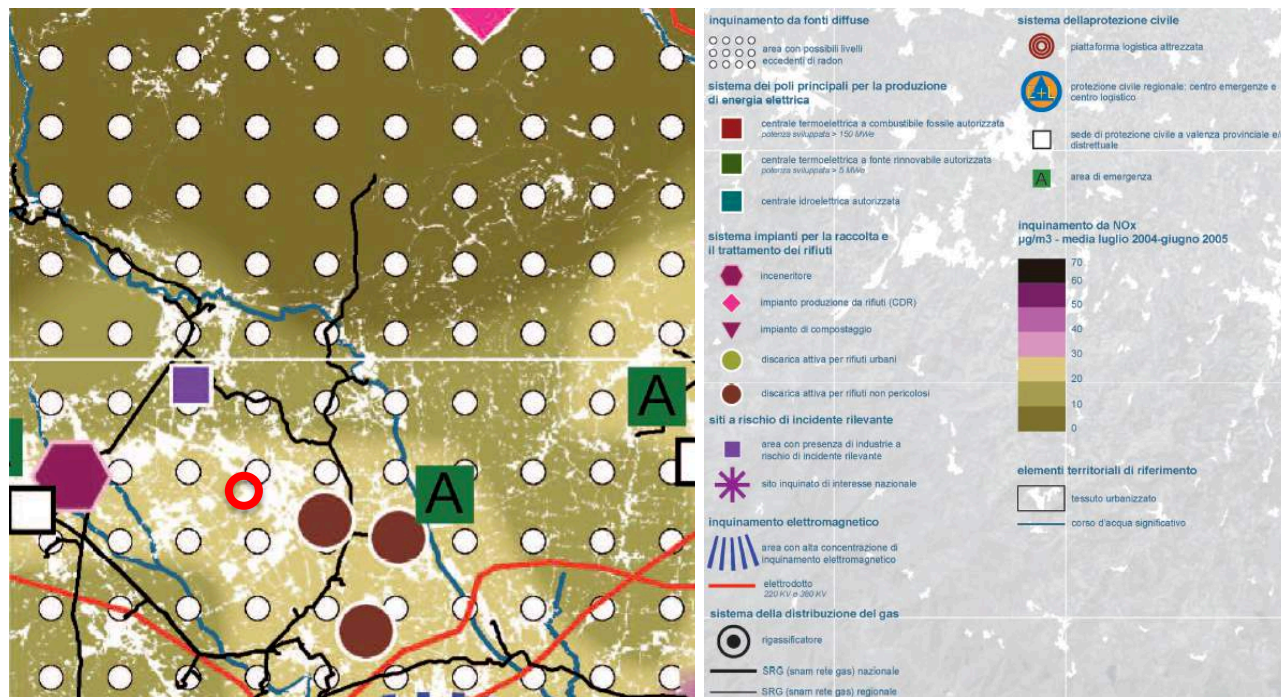 A
A
inquinamento da fonti diffuse
area con possibili livelli
eccedenti di radon
sistema dei poli principali per la produzione
di energia elettrica
centrale termoelettrica a combustibile fossile autorizzata
potenza sviluppata > 150 MWe
centrale termoelettrica a fonte rinnovabile autorizzata
potenza sviluppata > 5 MWe
centrale idroelettrica autorizzata
sistema impianti per la raccolta e
il trattamento dei rifiuti
inceneritore
impianto produzione da rifiuti (CDR)
impianto di compostaggio
discarica attiva per rifiuti urbani
discarica attiva per rifiuti non pericolosi
siti a rischio di incidente rilevante
area con presenza di industrie a
rischio di incidente rilevante
sito inquinato di interesse nazionale
inquinamento elettromagnetico
area con alta concentrazione di
inquinamento elettromagnetico
elettrodotto
220 KV o 380 KV
sistema della distribuzione del gas
rigassificatore
SRG (snam rete gas) nazionale
SRG (snam rete gas) regionale
sistema dellaprotezione civile
piattaforma logistica attrezzata
protezione civile regionale: centro emergenze e
centro logistico
sede di protezione civile a valenza provinciale e/
distrettuale
A
area di emergenza
inquinamento da NOx
µg/m3 - media luglio 2004-giugno 2005
70
60
50
40
30
20
10
0
elementi territoriali di riferimento
tessuto urbanizzato
corso d'acqua significativo